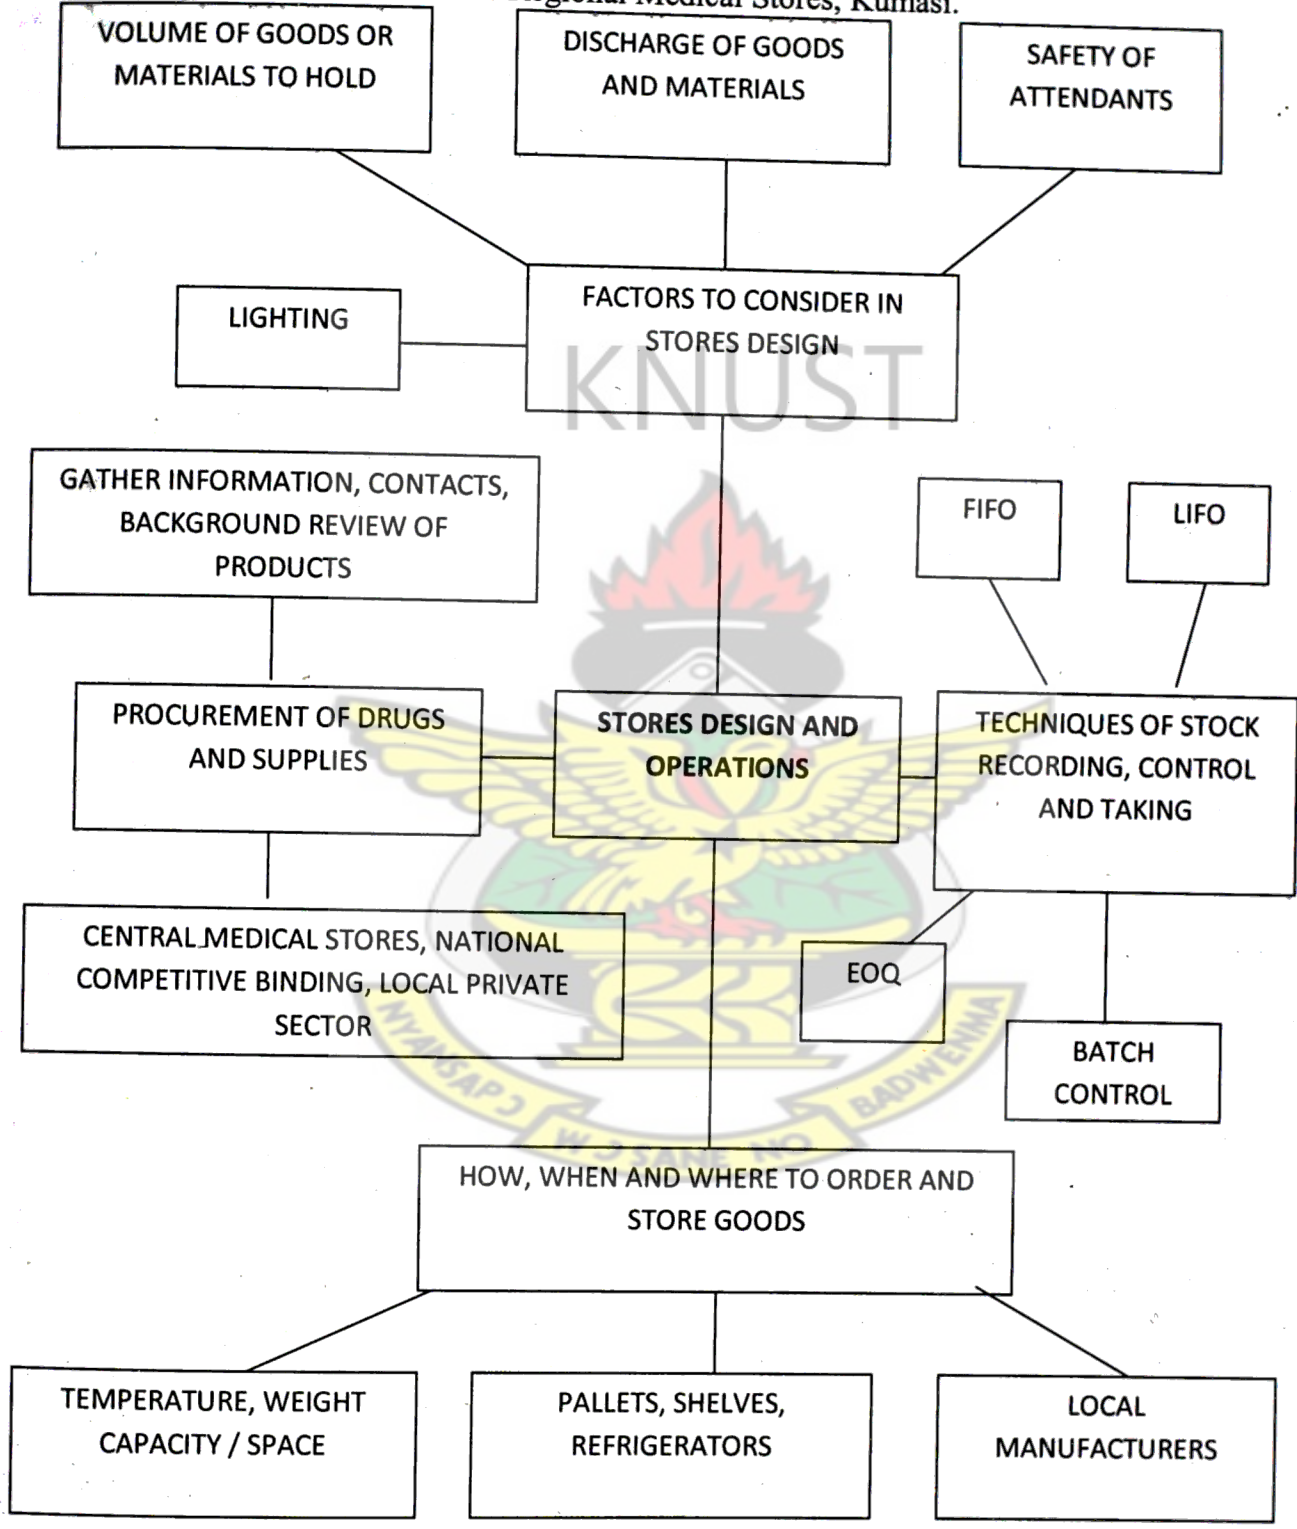 Regional Medical Stores, Kumasi.
VOLUME OF GOODS OR
MATERIALS TO HOLD
DISCHARGE OF GOODS
AND MATERIALS
SAFETY OF
ATTENDANTS
LIGHTING
FACTORS TO CONSIDER IN
STORES DESIGN
KNUST
GATHER INFORMATION, CONTACTS,
BACKGROUND REVIEW OF
PRODUCTS
FIFO
LIFO
PROCUREMENT OF DRUGS
AND SUPPLIES
STORES DESIGN AND
OPERATIONS
TECHNIQUES OF STOCK
RECORDING, CONTROL
AND TAKING
CENTRAL MEDICAL STORES, NATIONAL
COMPETITIVE BINDING, LOCAL PRIVATE
SECTOR
EOQ
BATCH
CONTROL
NYANSAPƆ
WƆSANE NO
BADWENMA
HOW, WHEN AND WHERE TO ORDER AND
STORE GOODS
TEMPERATURE, WEIGHT
CAPACITY / SPACE
PALLETS, SHELVES,
REFRIGERATORS
LOCAL
MANUFACTURERS